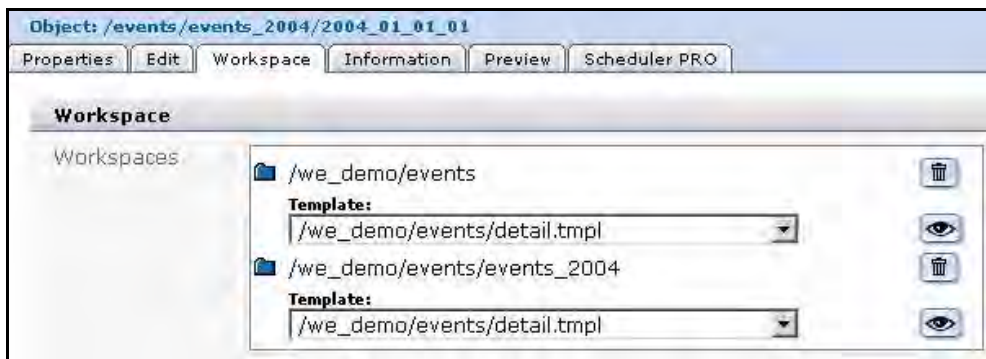 Object: /events/events_2004/2004_01_01_01
Properties Edit Workspace Information Preview Scheduler PRO
Workspace
Workspaces
/we_demo/events
Template:
/we_demo/events/detail.tmpl
/we_demo/events/events_2004
Template:
/we_demo/events/detail.tmpl